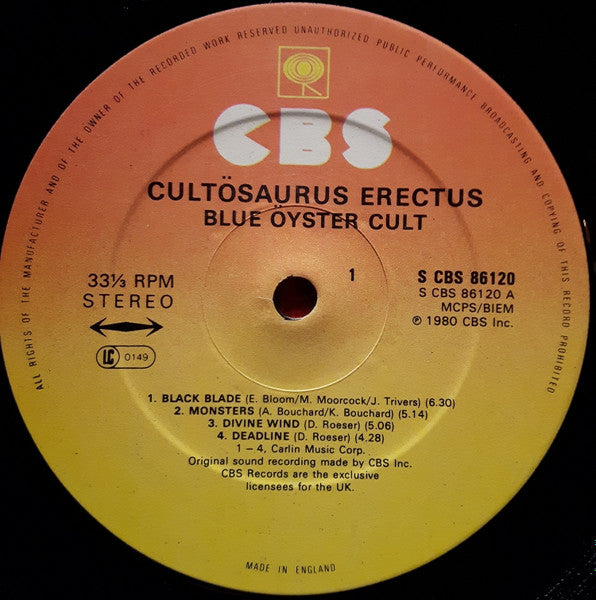 ALL RIGHTS OF THE MANUFACTURER AND OF THE OWNER OF THE RECORDED WORK RESERVED UNAUTHORIZED PUBLIC PERFORMANCE BROADCASTING AND COPYING OF THIS RECORD PROHIBITED
CBS
CULTÖSAURUS ERECTUS
BLUE ÖYSTER CULT
33⅓ RPM
STEREO
LC 0149
1
S CBS 86120
S CBS 86120 A
MCPS/BIEM
℗ 1980 CBS Inc.
1. BLACK BLADE (E. Bloom/M. Moorcock/J. Trivers) (6.30)
2. MONSTERS (A. Bouchard/K. Bouchard) (5.14)
3. DIVINE WIND (D. Roeser) (5.06)
4. DEADLINE (D. Roeser) (4.28)
1 – 4, Carlin Music Corp.
Original sound recording made by CBS Inc.
CBS Records are the exclusive
licensees for the UK.
MADE IN ENGLAND